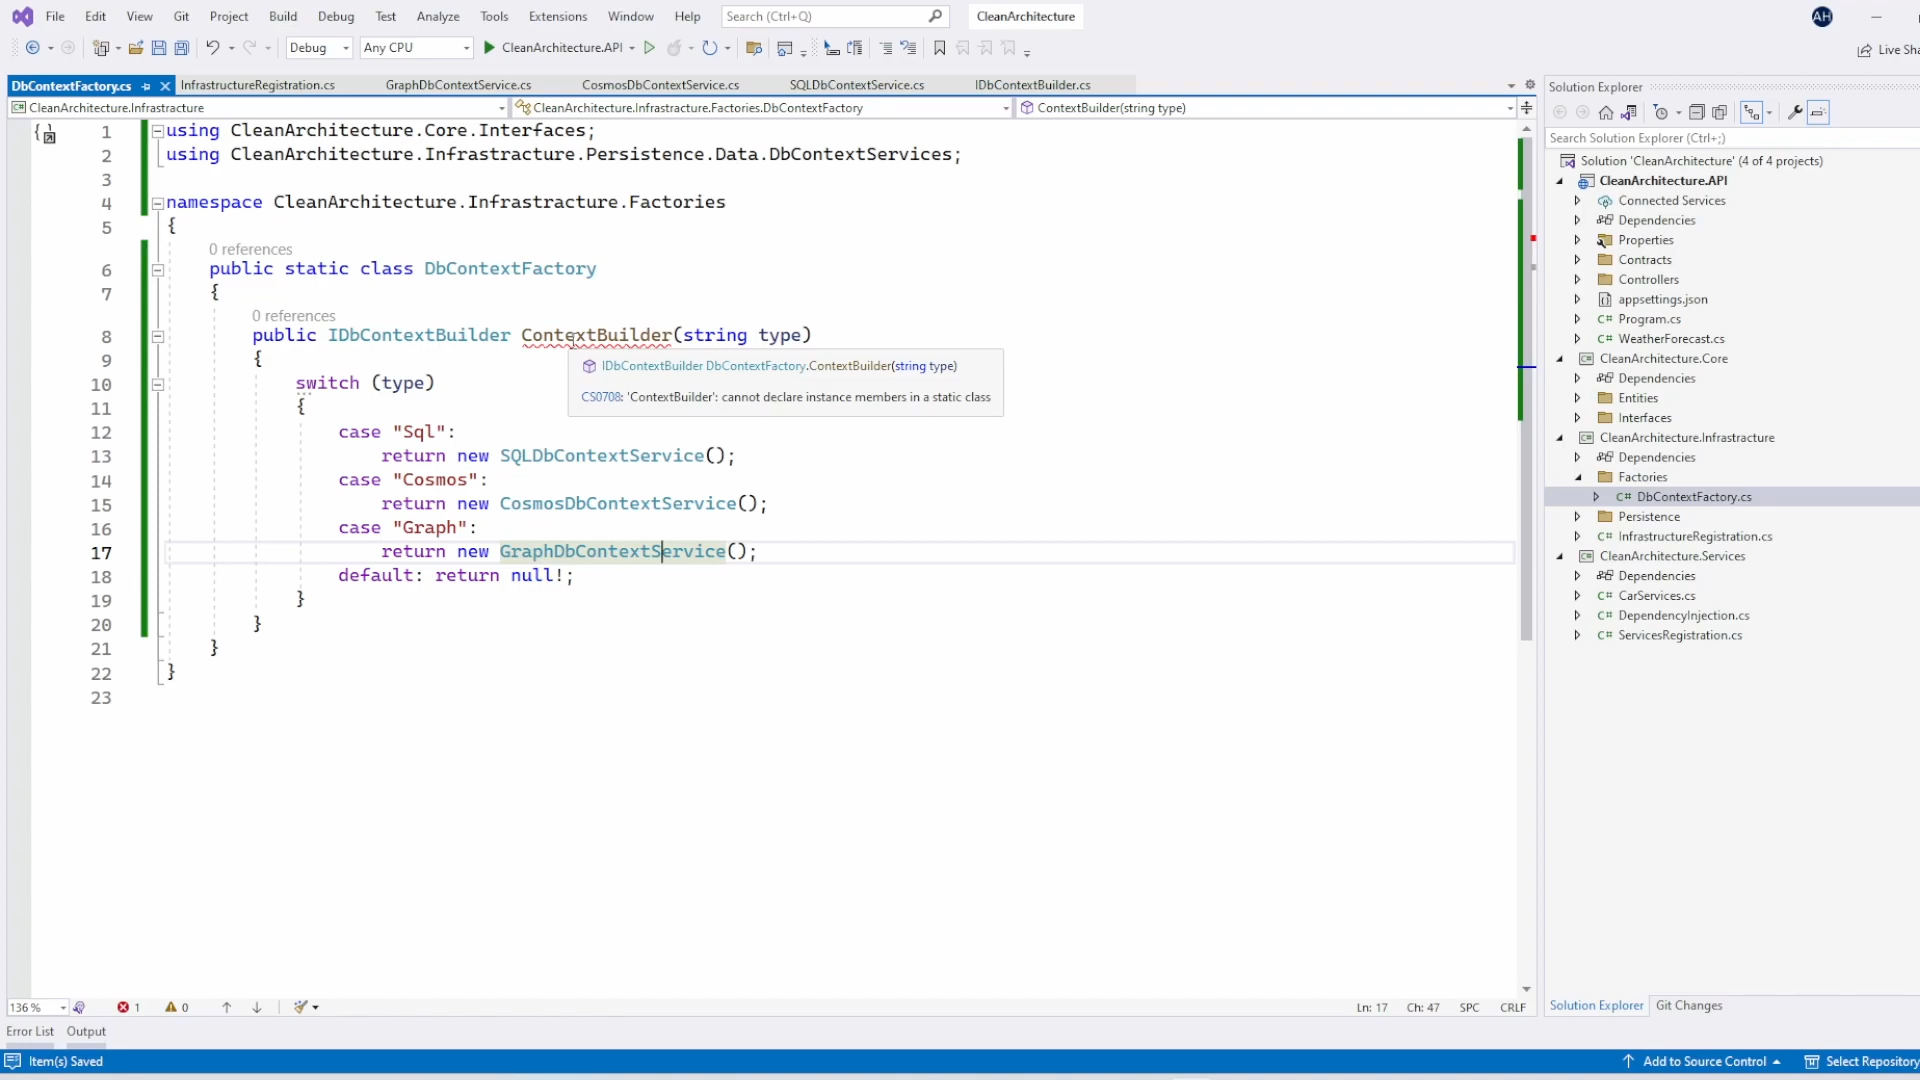 File Edit View Git Project Build Debug Test Analyze Tools Extensions Window Help Search (Ctrl+Q) CleanArchitecture AH
Debug Any CPU CleanArchitecture.API Live Sha
DbContextFactory.cs InfrastructureRegistration.cs GraphDbContextService.cs CosmosDbContextService.cs SQLDbContextService.cs IDbContextBuilder.cs
CleanArchitecture.Infrastracture CleanArchitecture.Infrastracture.Factories.DbContextFactory ContextBuilder(string type)
1 using CleanArchitecture.Core.Interfaces;
2 using CleanArchitecture.Infrastracture.Persistence.Data.DbContextServices;
3
4 namespace CleanArchitecture.Infrastracture.Factories
5 {
0 references
6 public static class DbContextFactory
7 {
0 references
8 public IDbContextBuilder ContextBuilder(string type)
9 {
10 switch (type)
11 {
12 case "Sql":
13 return new SQLDbContextService();
14 case "Cosmos":
15 return new CosmosDbContextService();
16 case "Graph":
17 return new GraphDbContextService();
18 default: return null!;
19 }
20 }
21 }
22 }
23
IDbContextBuilder DbContextFactory.ContextBuilder(string type)
CS0708: 'ContextBuilder': cannot declare instance members in a static class
Solution Explorer
Search Solution Explorer (Ctrl+;)
Solution 'CleanArchitecture' (4 of 4 projects)
CleanArchitecture.API
Connected Services
Dependencies
Properties
Contracts
Controllers
appsettings.json
C# Program.cs
C# WeatherForecast.cs
CleanArchitecture.Core
Dependencies
Entities
Interfaces
CleanArchitecture.Infrastracture
Dependencies
Factories
C# DbContextFactory.cs
Persistence
C# InfrastructureRegistration.cs
CleanArchitecture.Services
Dependencies
C# CarServices.cs
C# DependencyInjection.cs
C# ServicesRegistration.cs
136 % 1 0 Ln: 17 Ch: 47 SPC CRLF
Solution Explorer Git Changes
Error List Output
Item(s) Saved Add to Source Control Select Repository